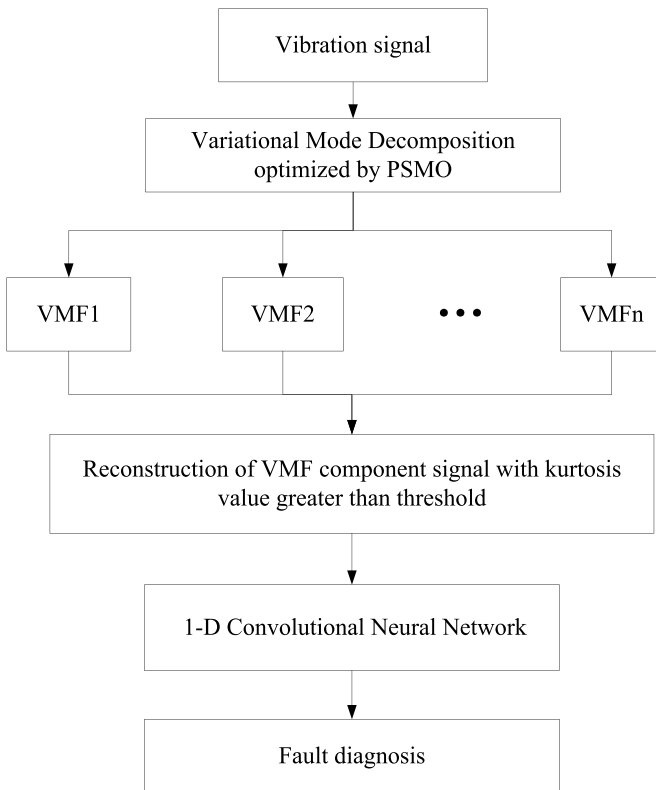 Vibration signal
Variational Mode Decomposition
optimized by PSMO
VMF1
VMF2
•••
VMFn
Reconstruction of VMF component signal with kurtosis
value greater than threshold
1-D Convolutional Neural Network
Fault diagnosis